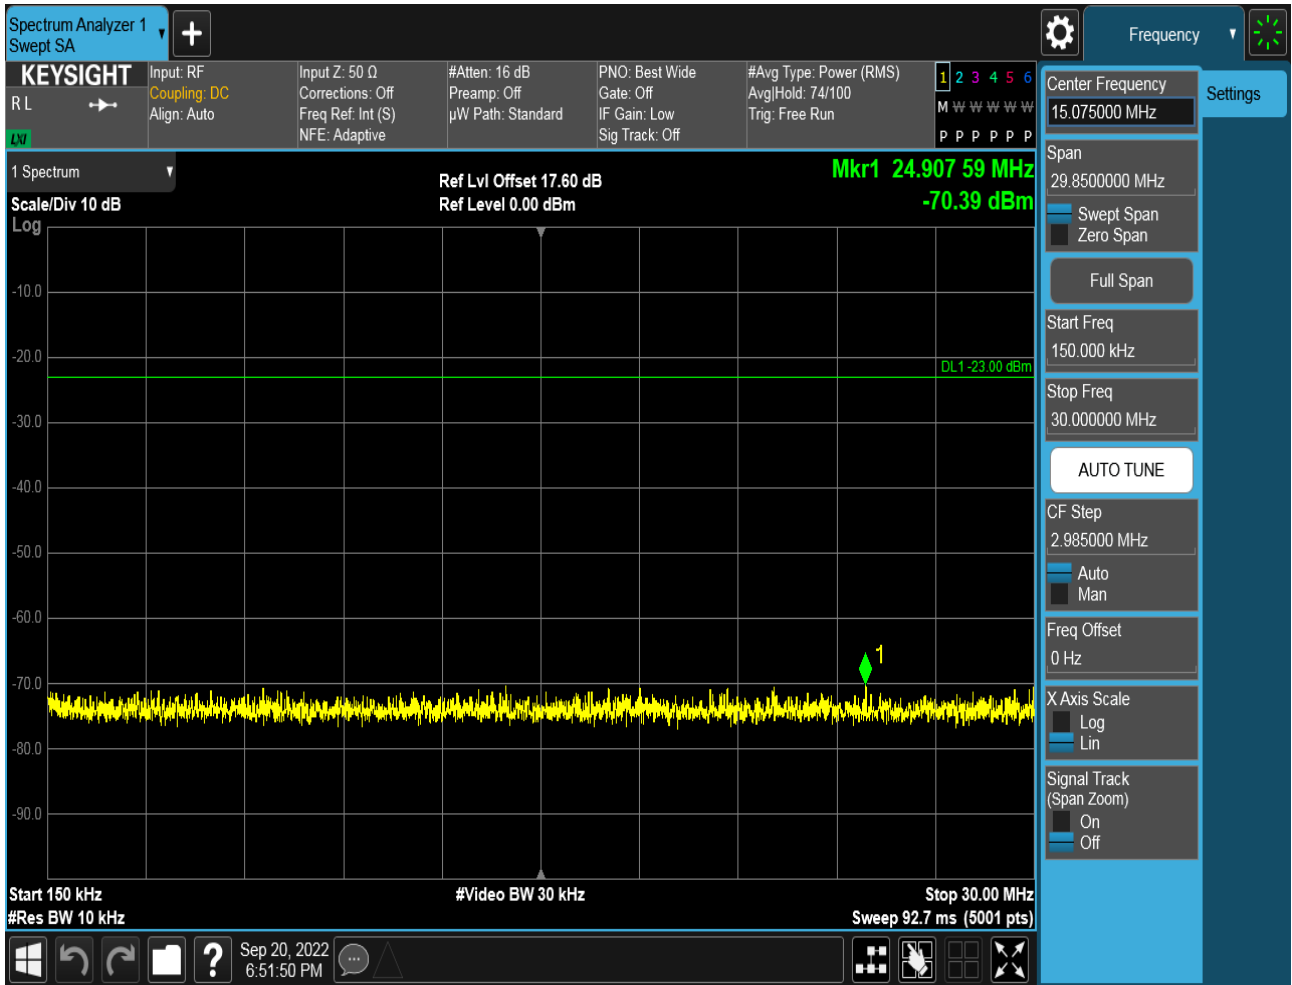 Spectrum Analyzer 1
Swept SA
Frequency
KEYSIGHT
R L
LXI
Input: RF
Coupling: DC
Align: Auto
Input Z: 50 Ω
Corrections: Off
Freq Ref: Int (S)
NFE: Adaptive
#Atten: 16 dB
Preamp: Off
µW Path: Standard
PNO: Best Wide
Gate: Off
IF Gain: Low
Sig Track: Off
#Avg Type: Power (RMS)
Avg|Hold: 74/100
Trig: Free Run
1 2 3 4 5 6
M W W W W W
P P P P P P
1 Spectrum
Scale/Div 10 dB
Log
Ref Lvl Offset 17.60 dB
Ref Level 0.00 dBm
Mkr1 24.907 59 MHz
-70.39 dBm
-10.0
-20.0
DL1 -23.00 dBm
-30.0
-40.0
-50.0
-60.0
1
-70.0
-80.0
-90.0
Start 150 kHz
#Video BW 30 kHz
Stop 30.00 MHz
#Res BW 10 kHz
Sweep 92.7 ms (5001 pts)
?
Sep 20, 2022
6:51:50 PM
Center Frequency
15.075000 MHz
Settings
Span
29.8500000 MHz
Swept Span
Zero Span
Full Span
Start Freq
150.000 kHz
Stop Freq
30.000000 MHz
AUTO TUNE
CF Step
2.985000 MHz
Auto
Man
Freq Offset
0 Hz
X Axis Scale
Log
Lin
Signal Track
(Span Zoom)
On
Off